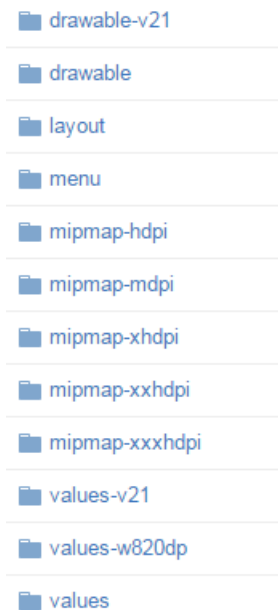 drawable-v21
drawable
layout
menu
mipmap-hdpi
mipmap-mdpi
mipmap-xhdpi
mipmap-xxhdpi
mipmap-xxxhdpi
values-v21
values-w820dp
values